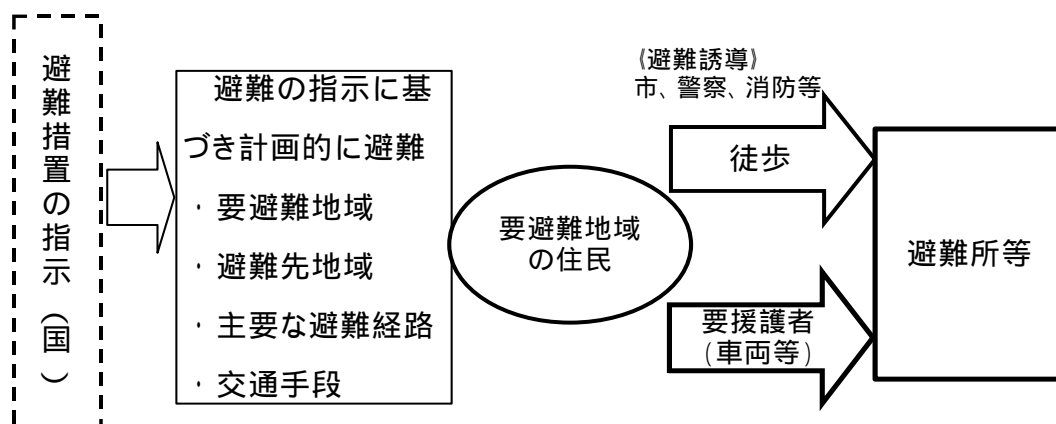 避難措置の指示（国）
避難の指示に基
づき計画的に避難
・要避難地域
・避難先地域
・主要な避難経路
・交通手段
要避難地域
の住民
《避難誘導》
市、警察、消防等
徒歩
要援護者
（車両等）
避難所等